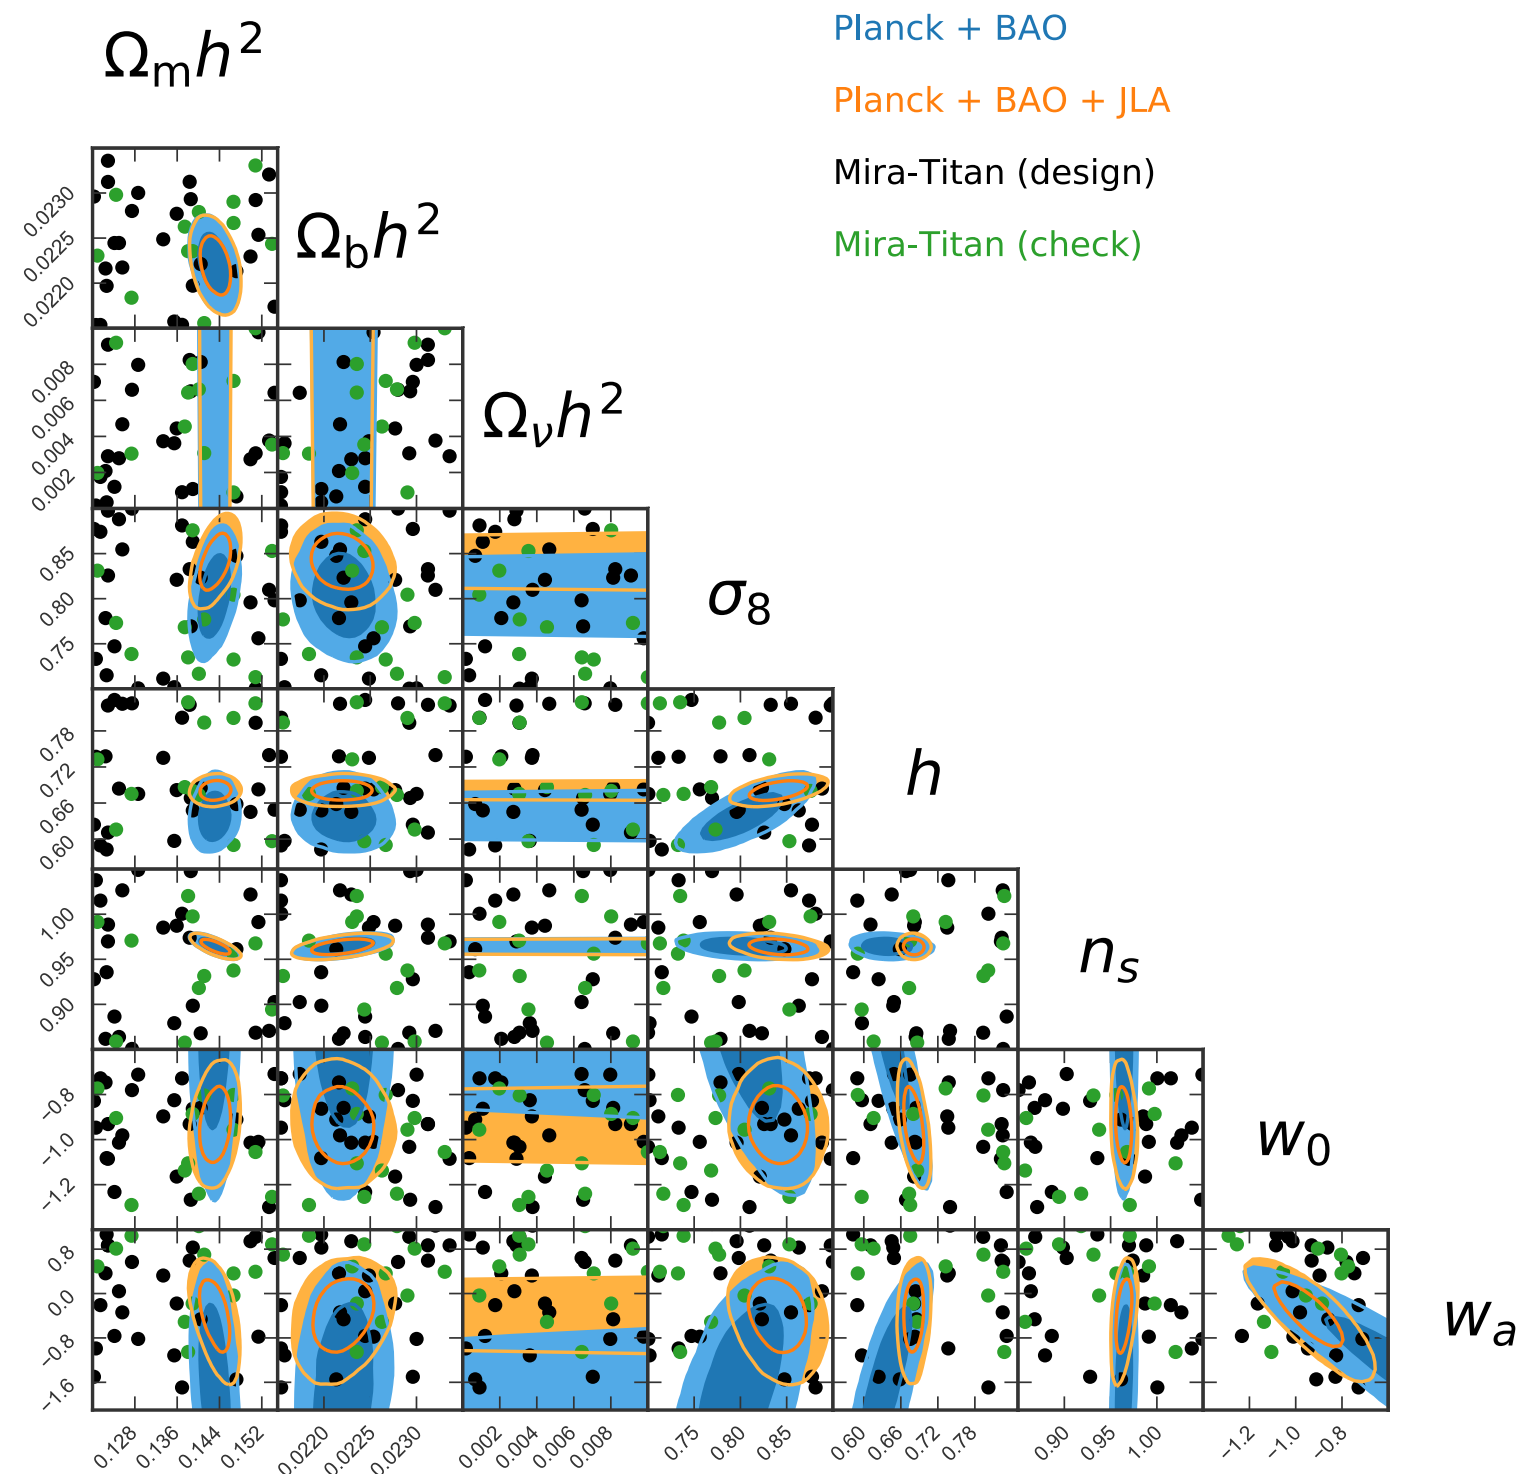 Planck + BAO
Planck + BAO + JLA
Mira-Titan (design)
Mira-Titan (check)
Ωₘh²
0.0230
0.0225
0.0220
Ω_bh²
0.008
0.006
0.004
0.002
Ω_νh²
0.85
0.80
0.75
σ₈
0.78
0.72
0.66
0.60
h
1.00
0.95
0.90
nₛ
−0.8
−1.0
−1.2
w₀
0.8
0.0
−0.8
−1.6
wₐ
0.128 0.136 0.144 0.152 0.0220 0.0225 0.0230 0.002 0.004 0.006 0.008 0.75 0.80 0.85 0.60 0.66 0.72 0.78 0.90 0.95 1.00 −1.2 −1.0 −0.8